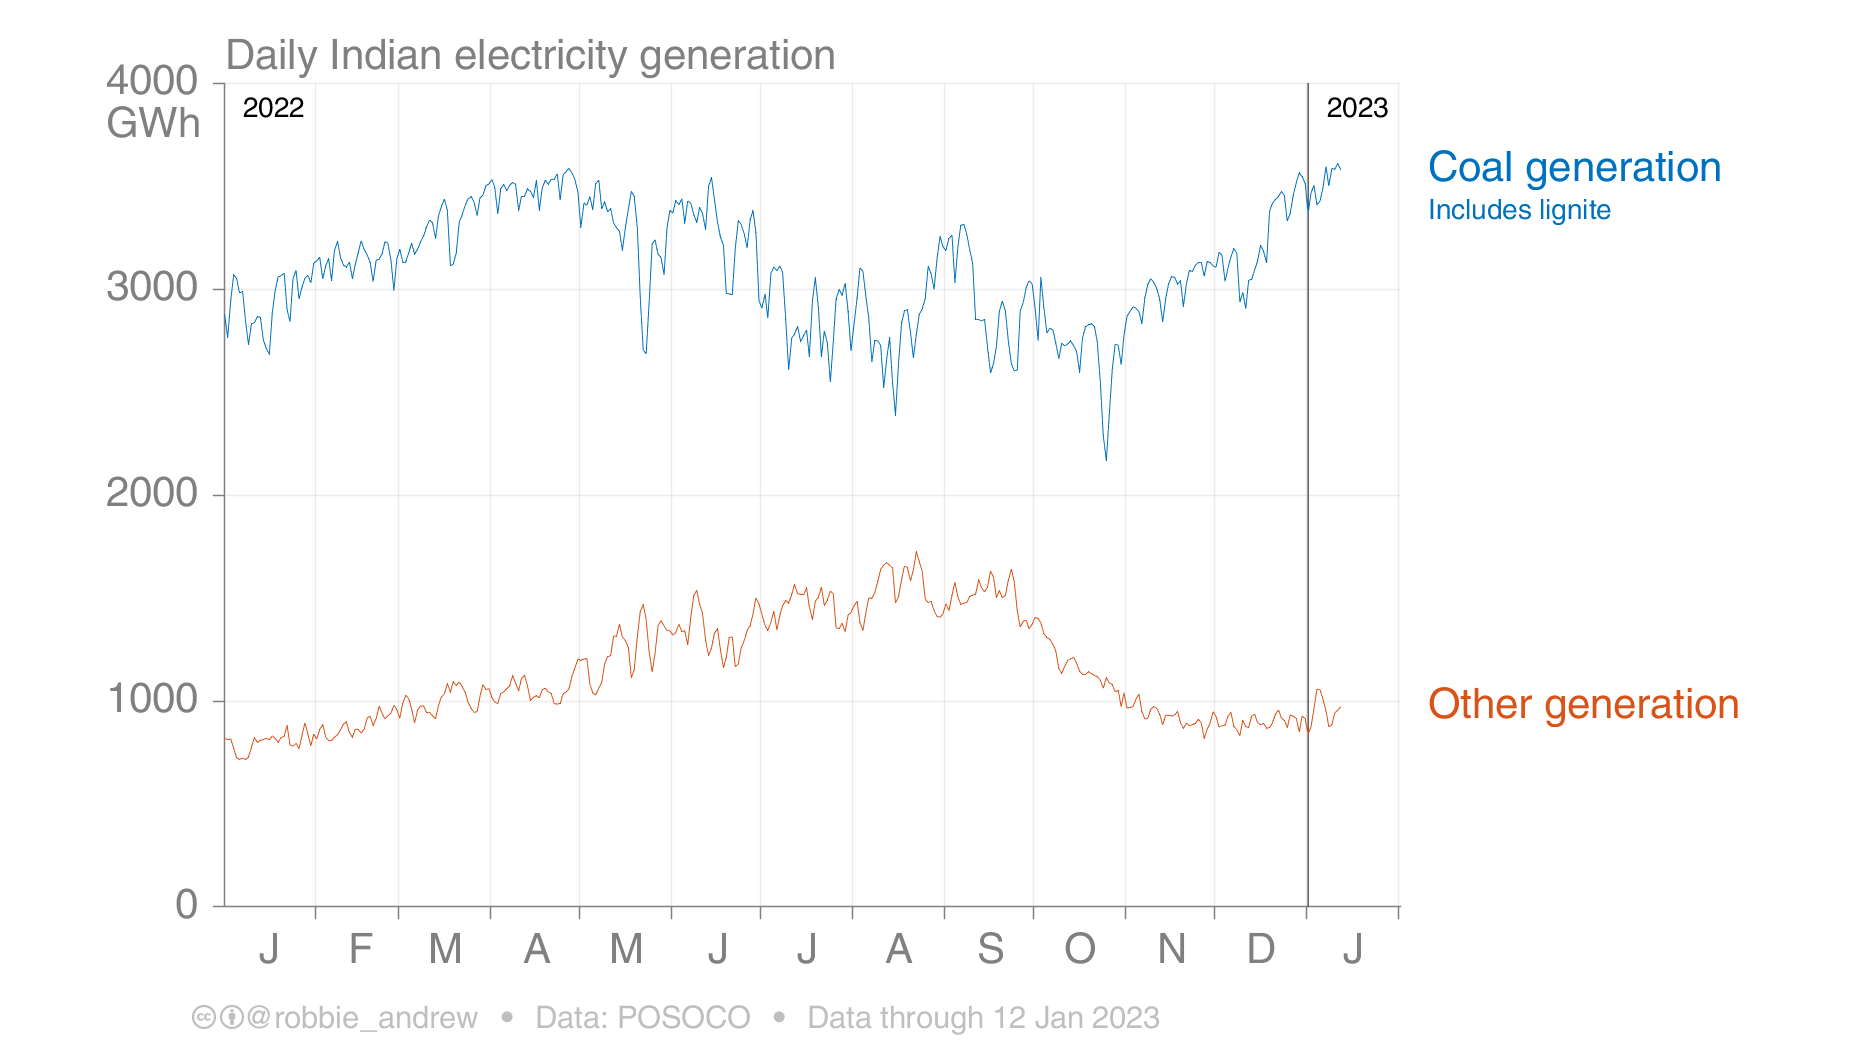 Daily Indian electricity generation
4000
GWh
2022
2023
Coal generation
Includes lignite
3000
2000
1000
Other generation
0
J F M A M J J A S O N D J
cc @robbie_andrew • Data: POSOCO • Data through 12 Jan 2023